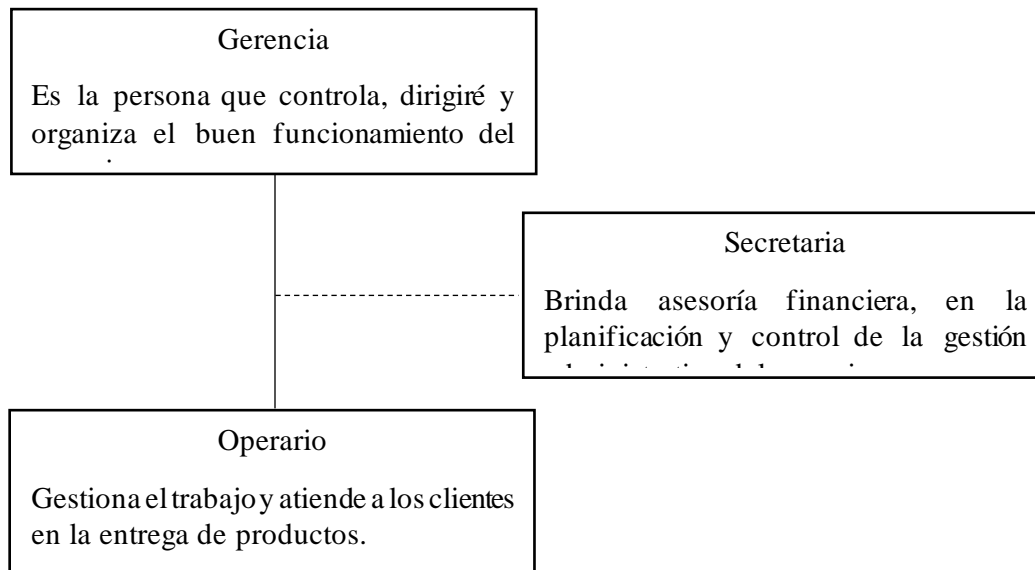 Gerencia
Es la persona que controla, dirigiré y
organiza el buen funcionamiento del
Secretaria
Brinda asesoría financiera, en la
planificación y control de la gestión
Operario
Gestiona el trabajo y atiende a los clientes
en la entrega de productos.